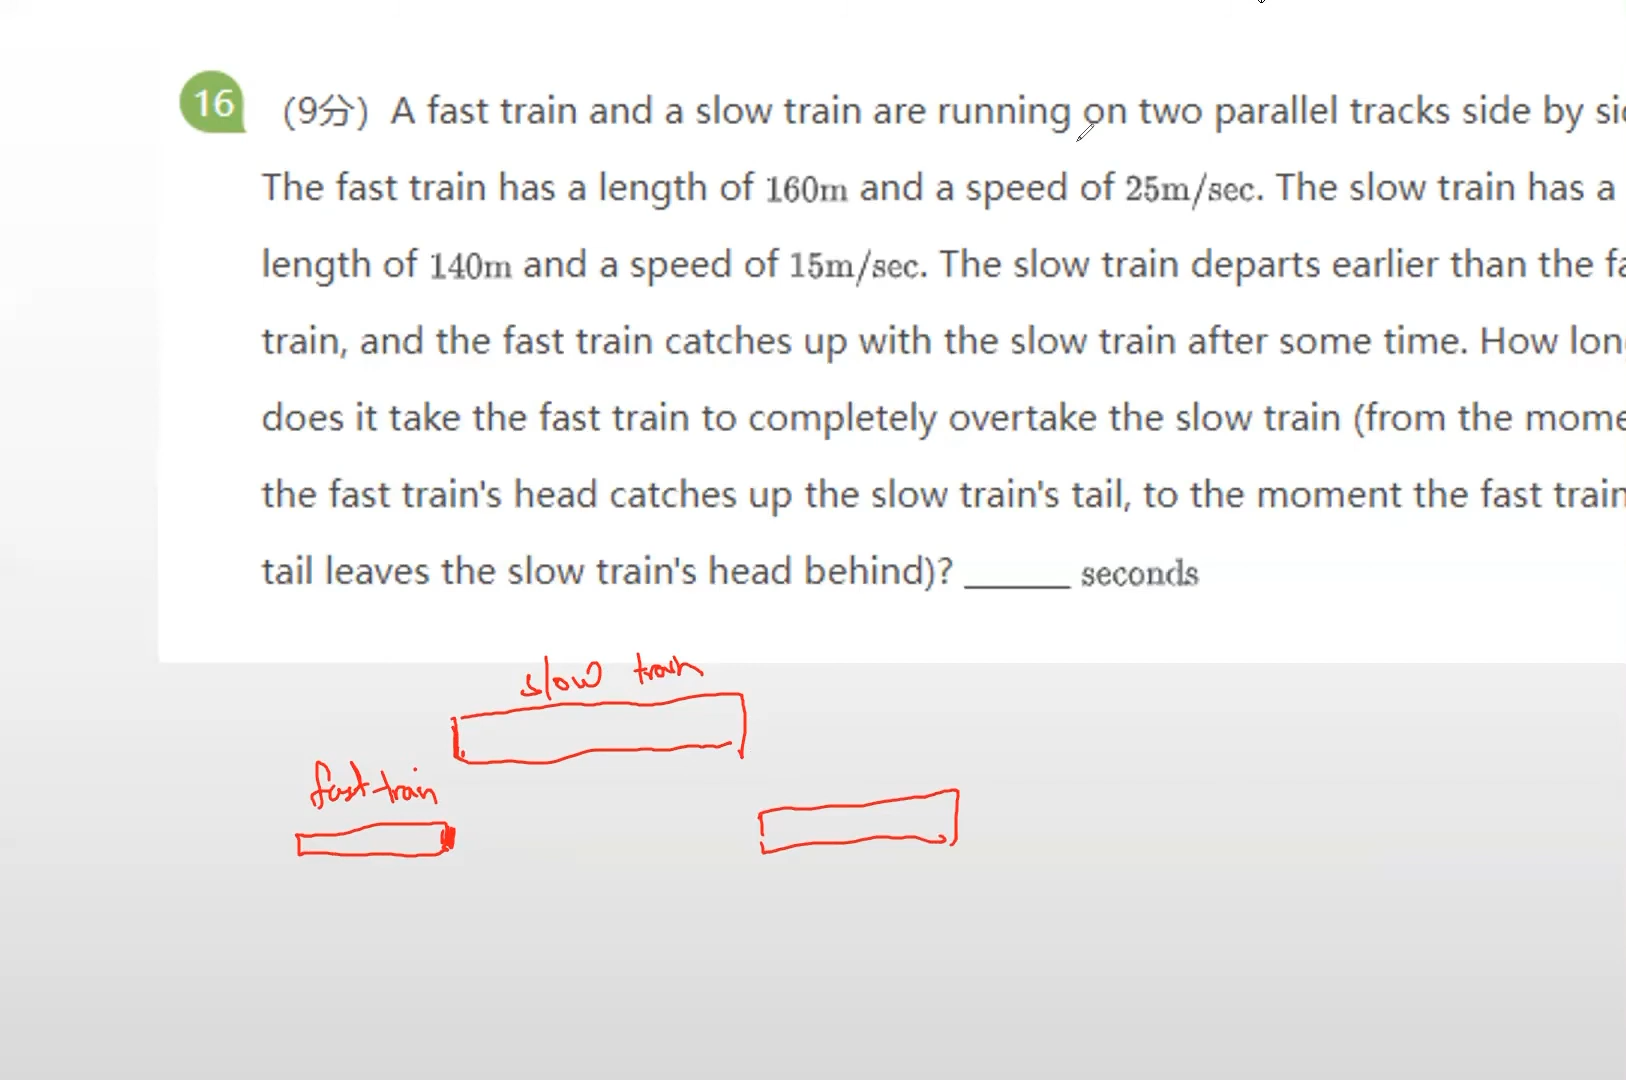 16 (9分) A fast train and a slow train are running on two parallel tracks side by
The fast train has a length of 160m and a speed of 25m/sec. The slow train has a
length of 140m and a speed of 15m/sec. The slow train departs earlier than the
train, and the fast train catches up with the slow train after some time. How
does it take the fast train to completely overtake the slow train (from the
the fast train's head catches up the slow train's tail, to the moment the fast train
tail leaves the slow train's head behind)? ______ seconds
slow train
fast train